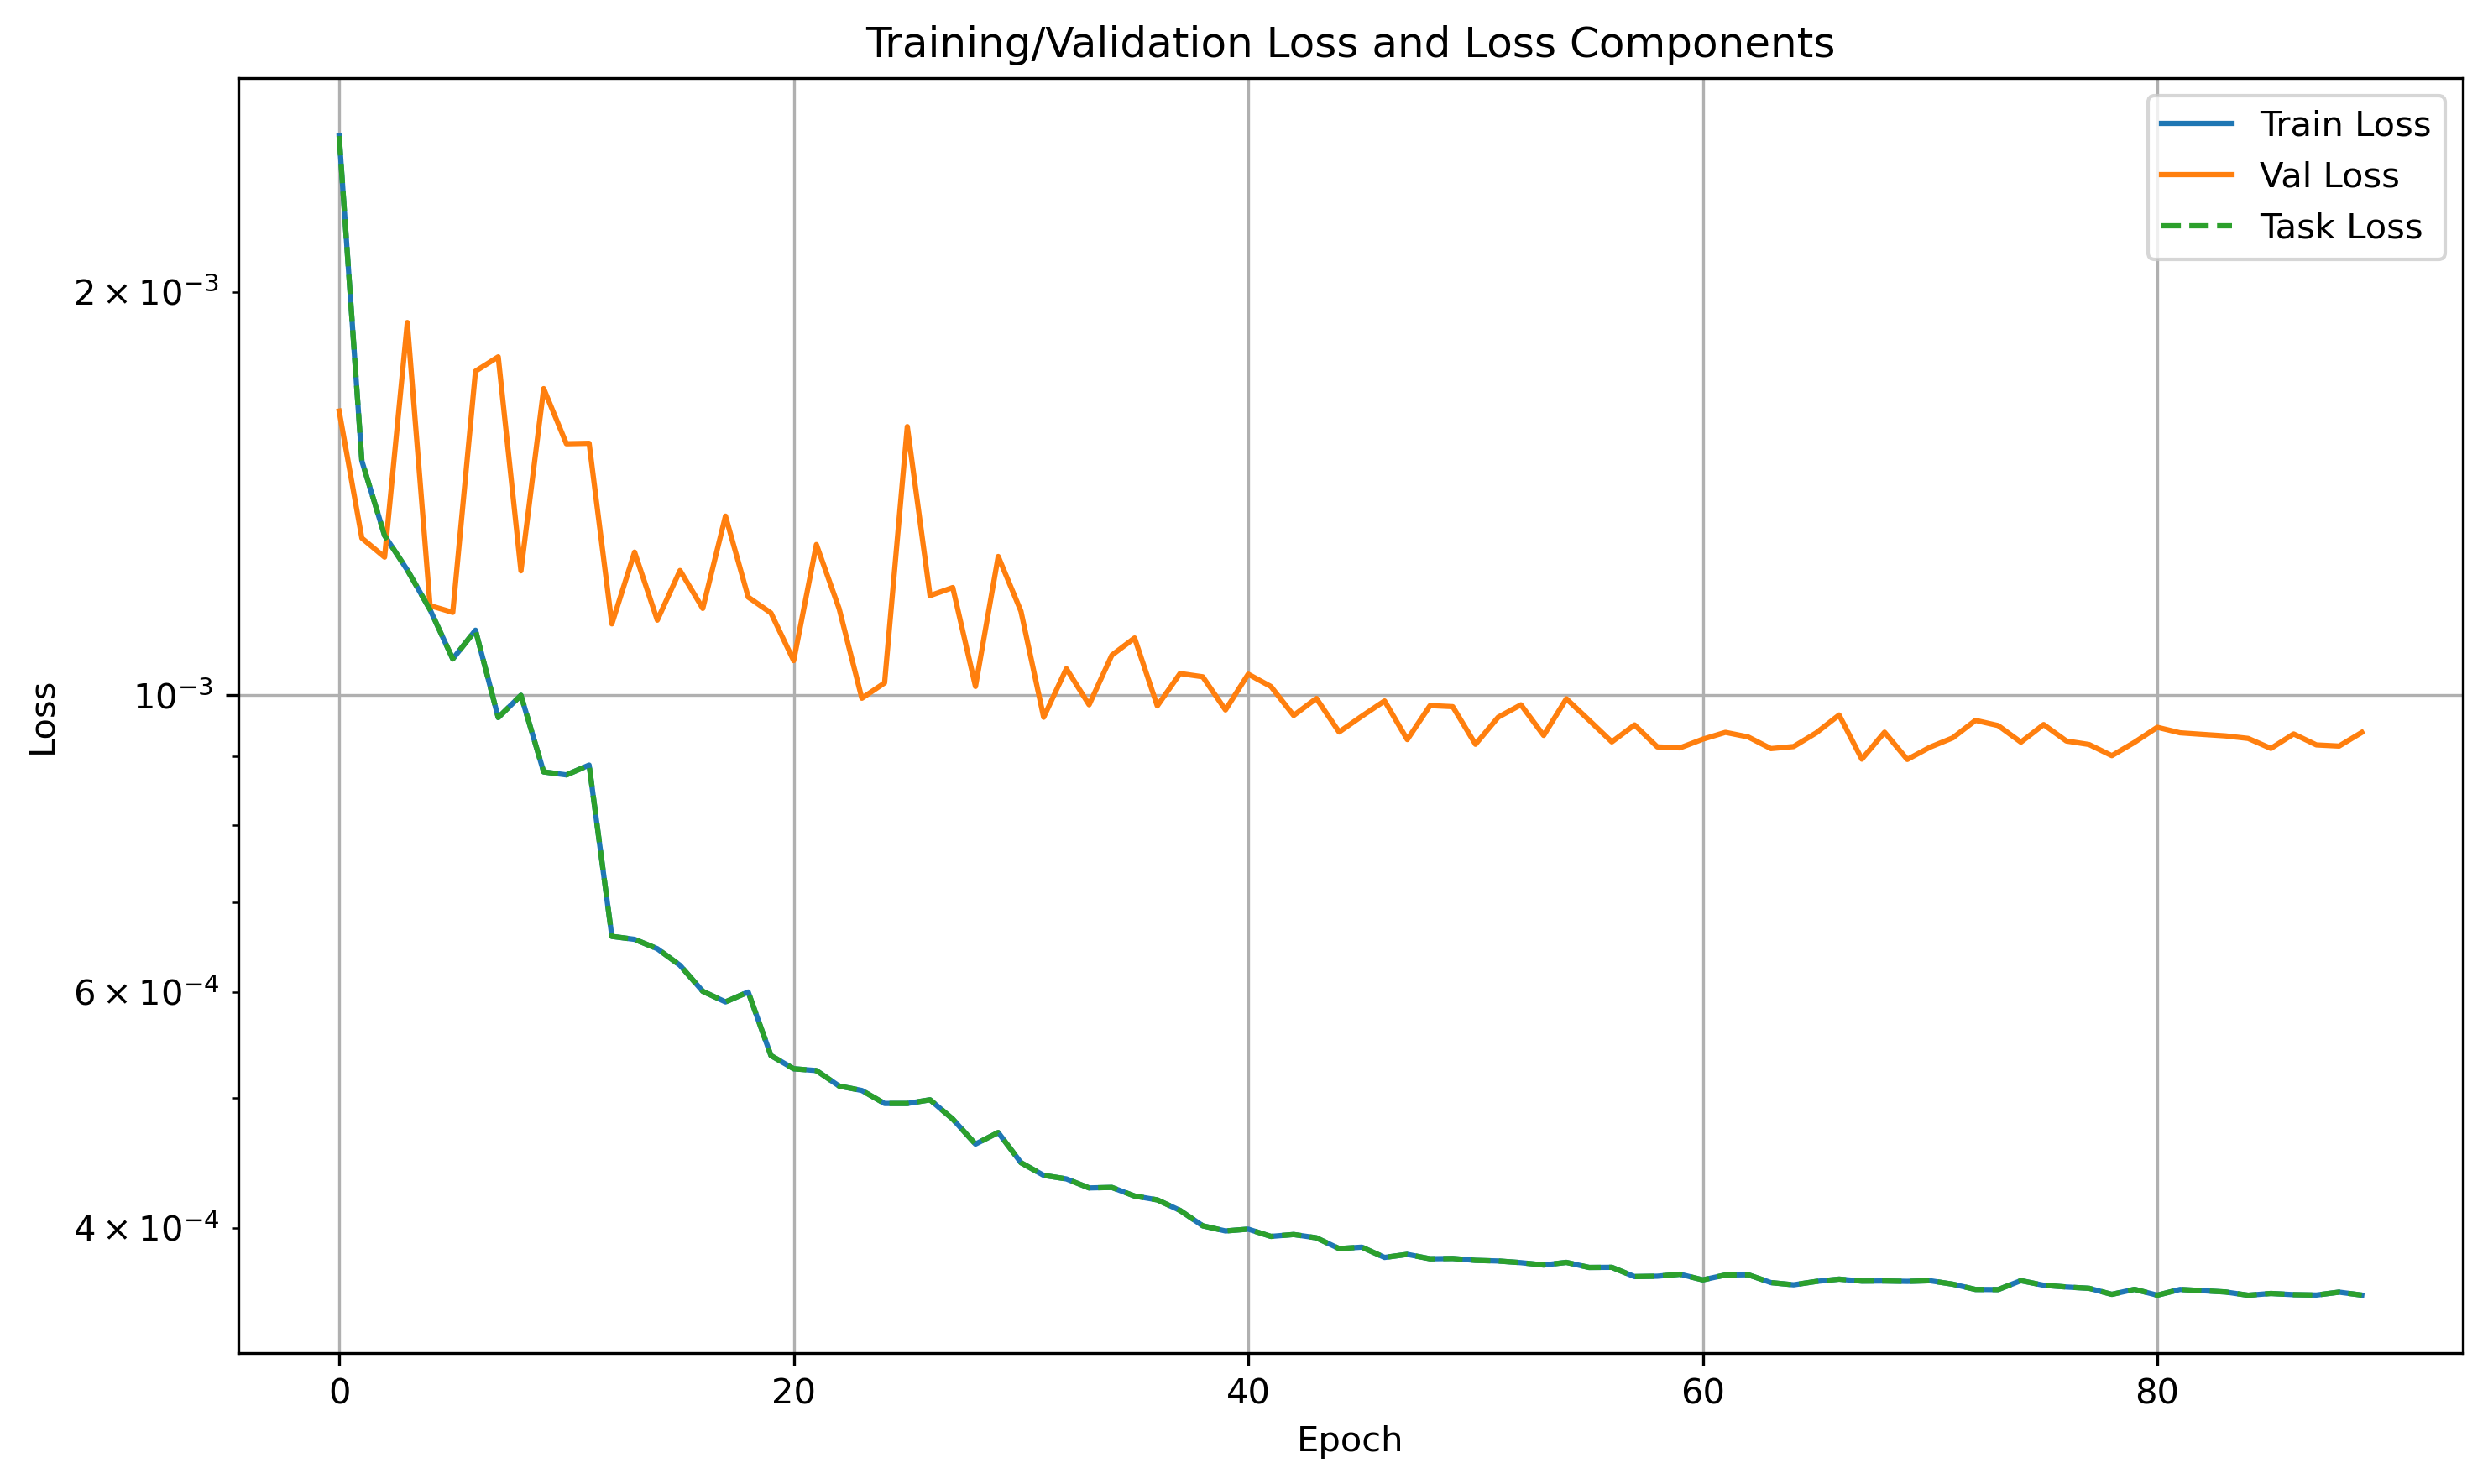 Training/Validation Loss and Loss Components
Train Loss
Val Loss
Task Loss
2 × 10⁻³
10⁻³
6 × 10⁻⁴
4 × 10⁻⁴
Loss
0 20 40 60 80
Epoch